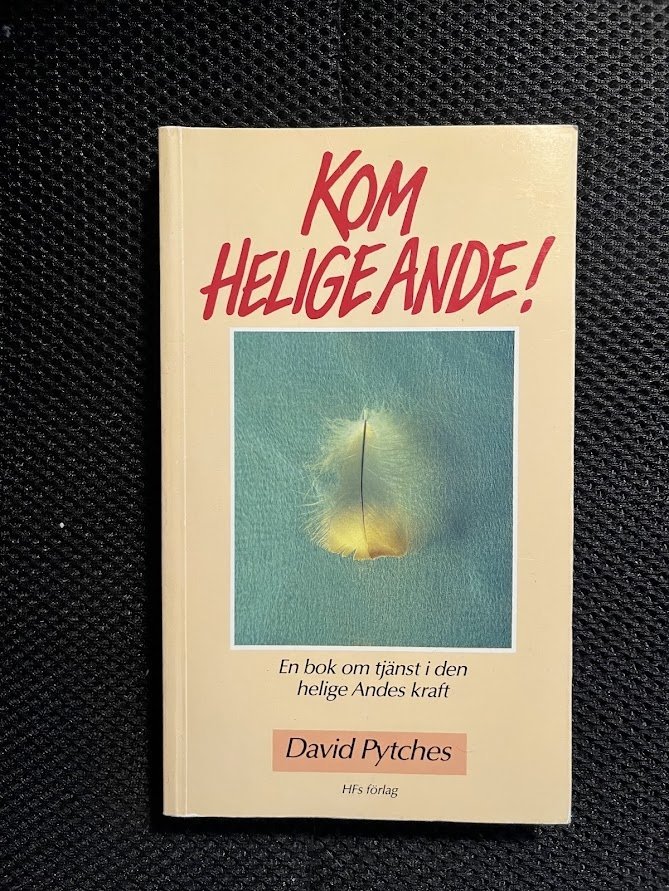 KOM
HELIGE ANDE!
En bok om tjänst i den
helige Andes kraft
David Pytches
HFs förlag